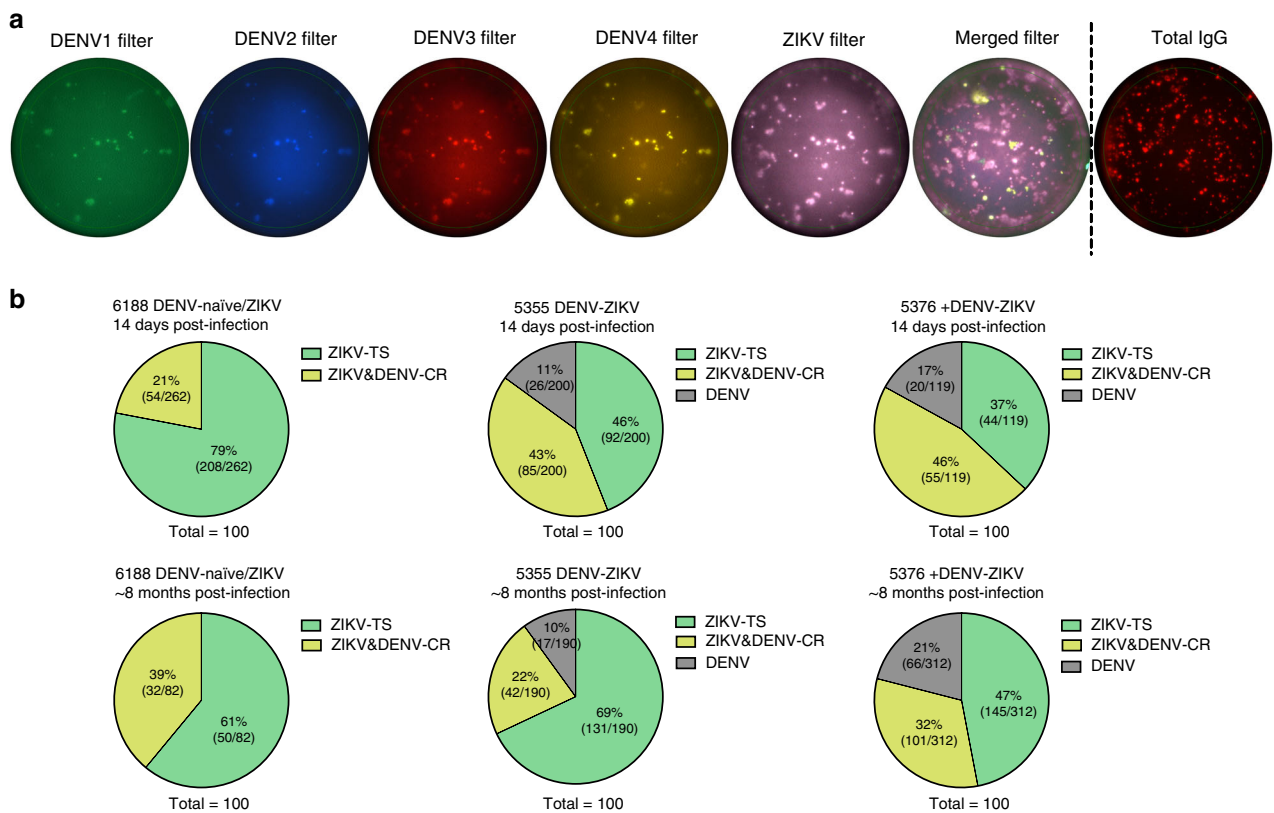 a
DENV1 filter
DENV2 filter
DENV3 filter
DENV4 filter
ZIKV filter
Merged filter
Total IgG
b
6188 DENV-naïve/ZIKV
14 days post-infection
ZIKV-TS
ZIKV&DENV-CR
21%
(54/262)
79%
(208/262)
Total = 100
5355 DENV-ZIKV
14 days post-infection
ZIKV-TS
ZIKV&DENV-CR
DENV
11%
(26/200)
46%
(92/200)
43%
(85/200)
Total = 100
5376 +DENV-ZIKV
14 days post-infection
ZIKV-TS
ZIKV&DENV-CR
DENV
17%
(20/119)
37%
(44/119)
46%
(55/119)
Total = 100
6188 DENV-naïve/ZIKV
~8 months post-infection
ZIKV-TS
ZIKV&DENV-CR
39%
(32/82)
61%
(50/82)
Total = 100
5355 DENV-ZIKV
~8 months post-infection
ZIKV-TS
ZIKV&DENV-CR
DENV
10%
(17/190)
22%
(42/190)
69%
(131/190)
Total = 100
5376 +DENV-ZIKV
~8 months post-infection
ZIKV-TS
ZIKV&DENV-CR
DENV
21%
(66/312)
47%
(145/312)
32%
(101/312)
Total = 100